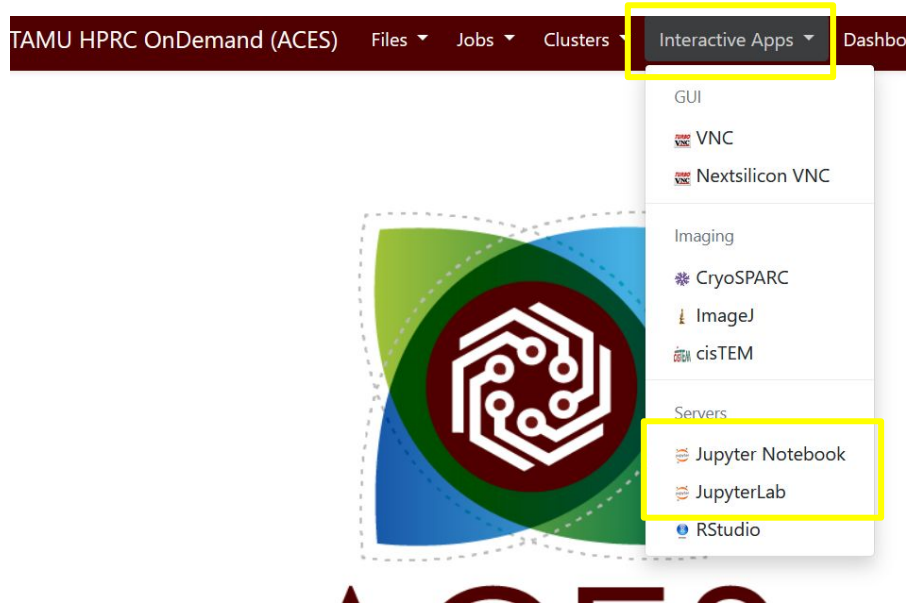 TAMU HPRC OnDemand (ACES) Files Jobs Clusters Interactive Apps Dashbo
GUI
VNC
Nextsilicon VNC
Imaging
CryoSPARC
ImageJ
cisTEM
Servers
Jupyter Notebook
JupyterLab
RStudio